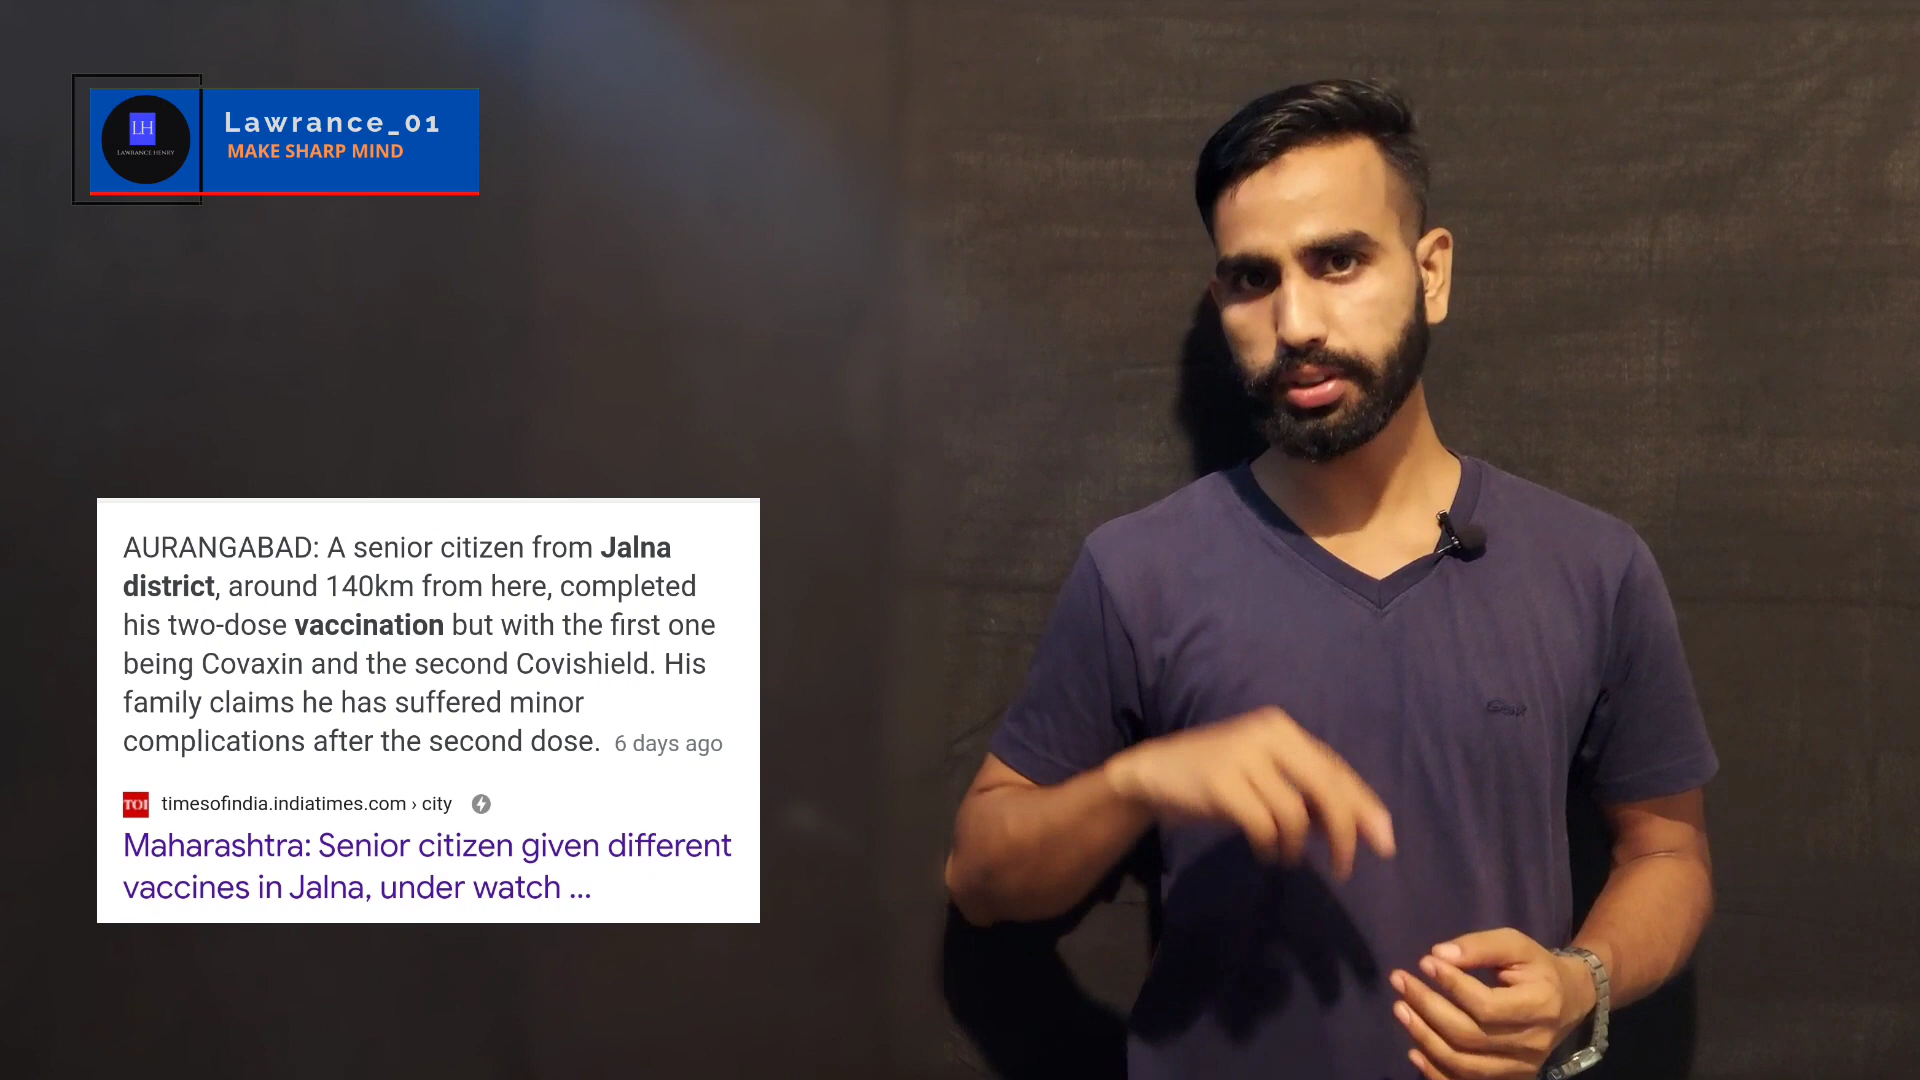 LH
LAWRANCE HENRY
Lawrance_01
MAKE SHARP MIND
AURANGABAD: A senior citizen from Jalna
district, around 140km from here, completed
his two-dose vaccination but with the first one
being Covaxin and the second Covishield. His
family claims he has suffered minor
complications after the second dose. 6 days ago
TOI timesofindia.indiatimes.com › city
Maharashtra: Senior citizen given different
vaccines in Jalna, under watch ...